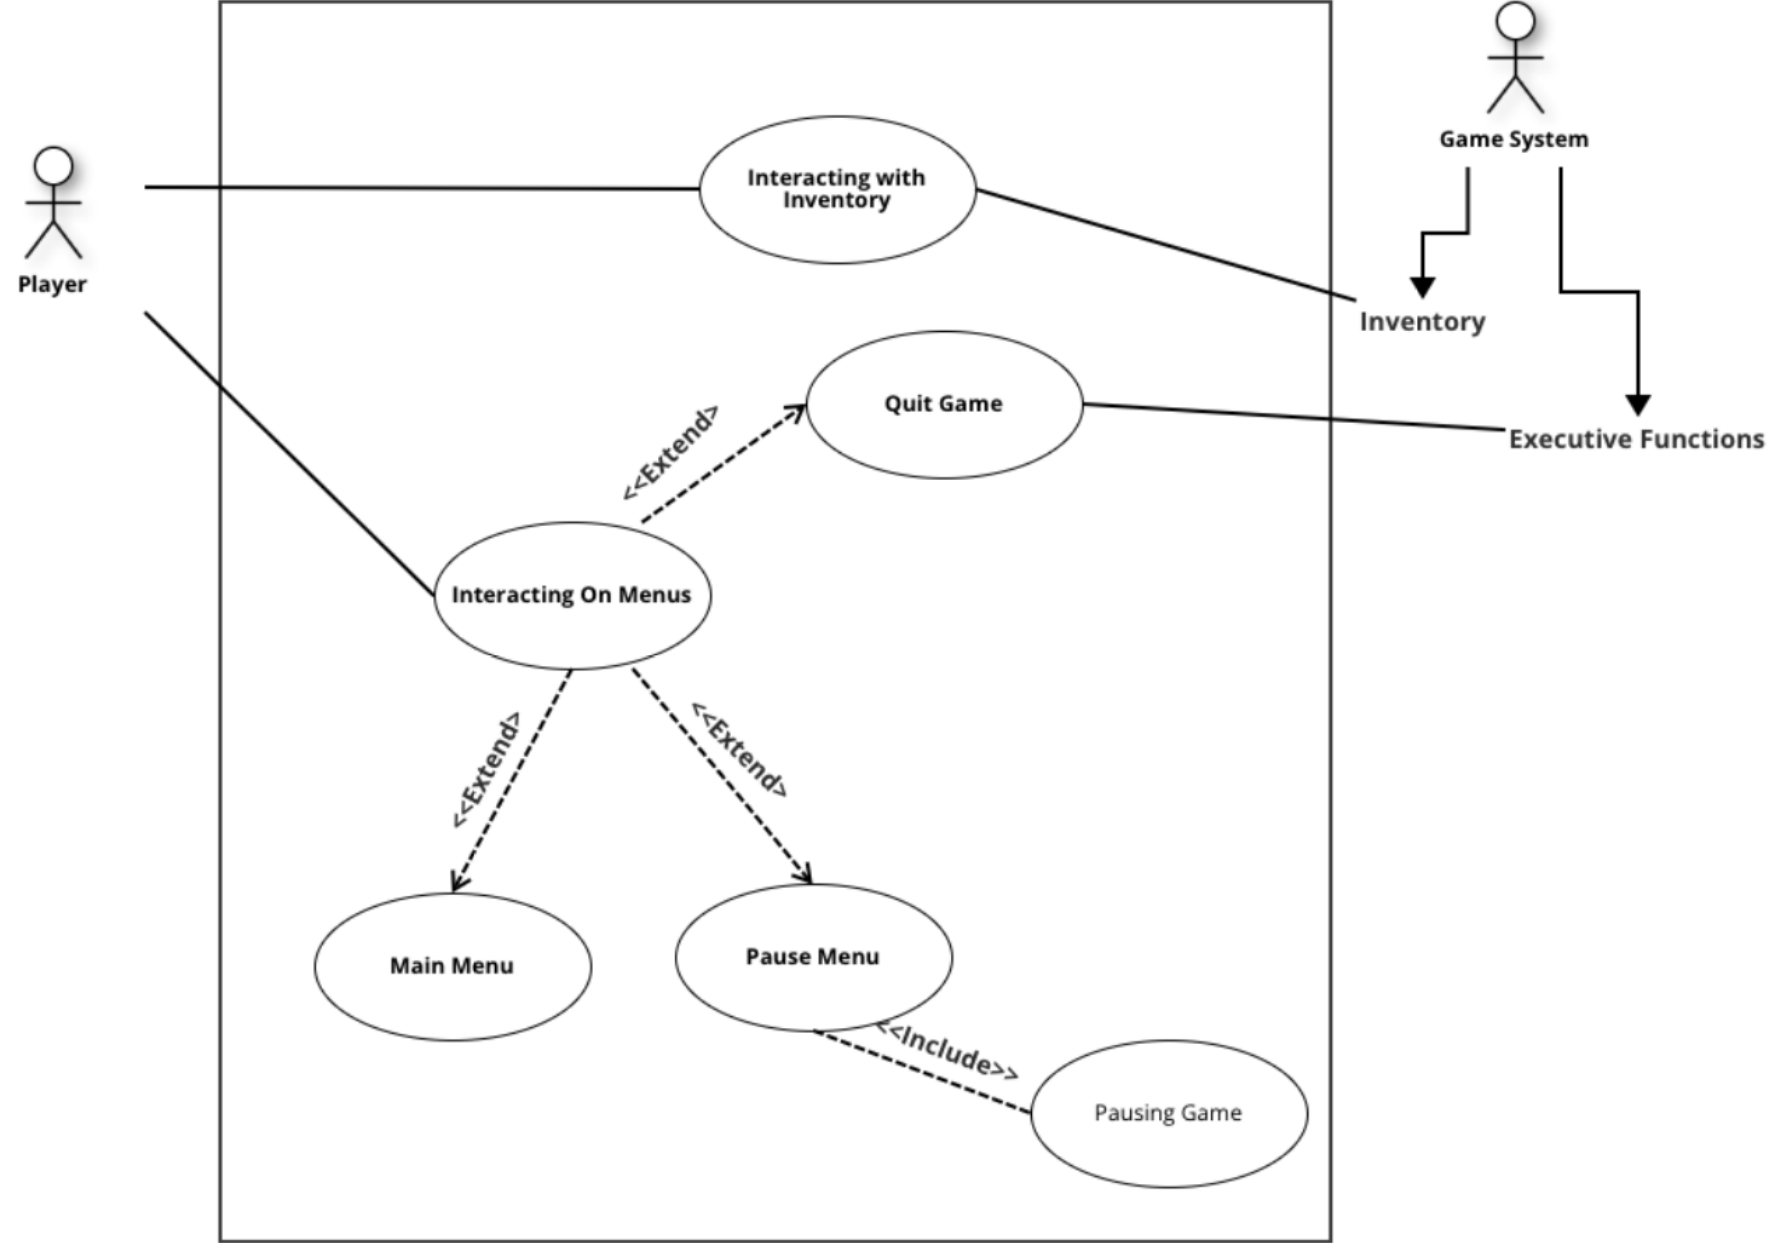 Game System
Interacting with
Inventory
Player
Inventory
Quit Game
<<Extend>
Executive Functions
Interacting On Menus
<<Extend>
<<Extend>
Main Menu
Pause Menu
<<Include>>
Pausing Game